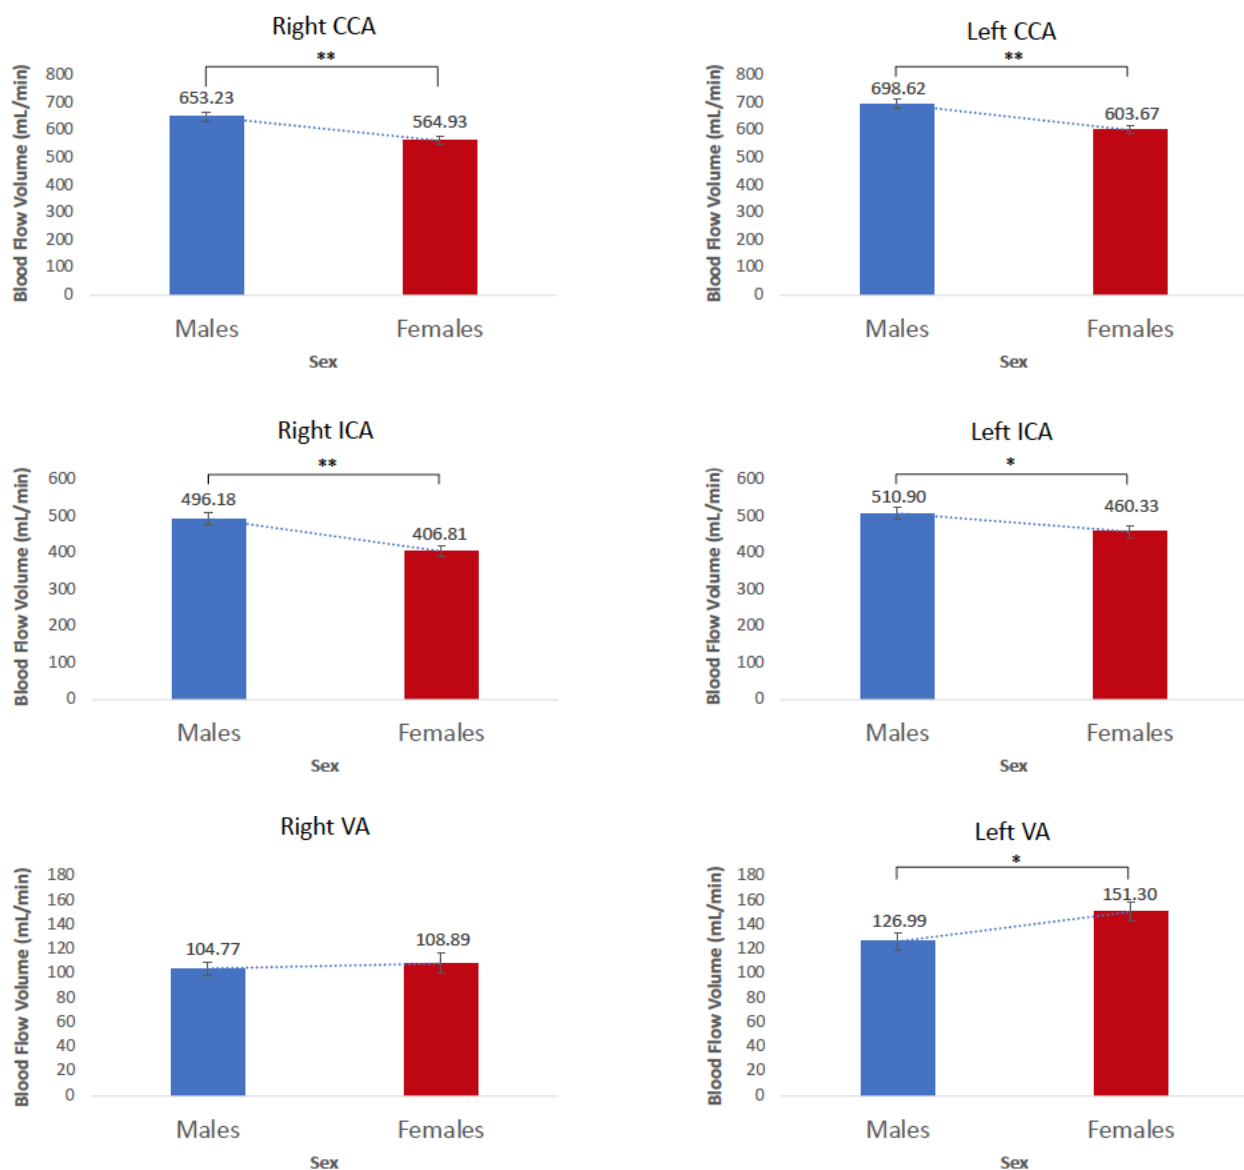 Right CCA
**
Blood Flow Volume (mL/min)
800
700
600
500
400
300
200
100
0
653.23
564.93
Males
Females
Sex
Left CCA
**
Blood Flow Volume (mL/min)
800
700
600
500
400
300
200
100
0
698.62
603.67
Males
Females
Sex
Right ICA
**
Blood Flow Volume (mL/min)
600
500
400
300
200
100
0
496.18
406.81
Males
Females
Sex
Left ICA
*
Blood Flow Volume (mL/min)
600
500
400
300
200
100
0
510.90
460.33
Males
Females
Sex
Right VA
Blood Flow Volume (mL/min)
180
160
140
120
100
80
60
40
20
0
104.77
108.89
Males
Females
Sex
Left VA
*
Blood Flow Volume (mL/min)
180
160
140
120
100
80
60
40
20
0
126.99
151.30
Males
Females
Sex